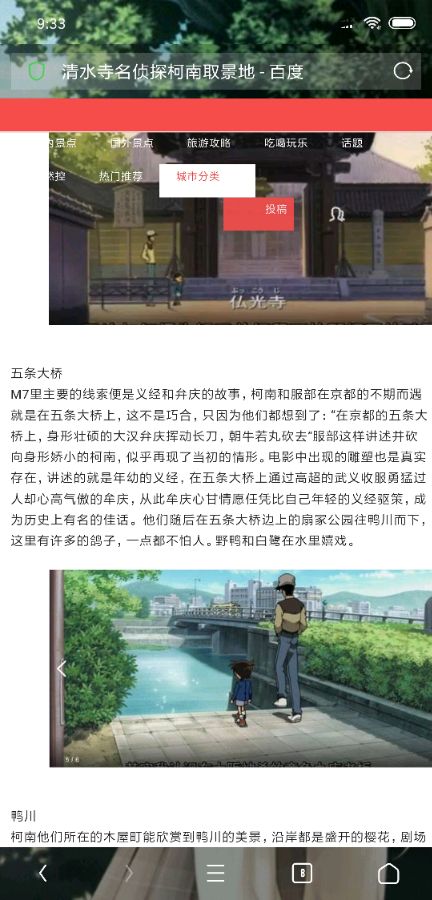 9:33
清水寺名侦探柯南取景地 - 百度
内景点 国外景点 旅游攻略 吃喝玩乐 话题
热门推荐 城市分类
投稿
ぶっこうじ
仏光寺
五条大桥
M7里主要的线索便是义经和弁庆的故事，柯南和服部在京都的不期而遇
就是在五条大桥上，这不是巧合，只因为他们都想到了：“在京都的五条大
桥上，身形壮硕的大汉弁庆挥动长刀，朝牛若丸砍去“服部这样讲述并砍
向身形娇小的柯南，似乎再现了当初的情形。电影中出现的雕塑也是真实
存在，讲述的就是年幼的义经，在五条大桥上通过高超的武义收服勇猛过
人却心高气傲的牟庆，从此牟庆心甘情愿任凭比自己年轻的义经驱策，成
为历史上有名的佳话。他们随后在五条大桥边上的扇冢公园往鸭川而下，
这里有许多的鸽子，一点都不怕人。野鸭和白鹭在水里嬉戏。
5 / 6
鸭川
柯南他们所在的木屋町能欣赏到鸭川的美景，沿岸都是盛开的樱花，剧场
B